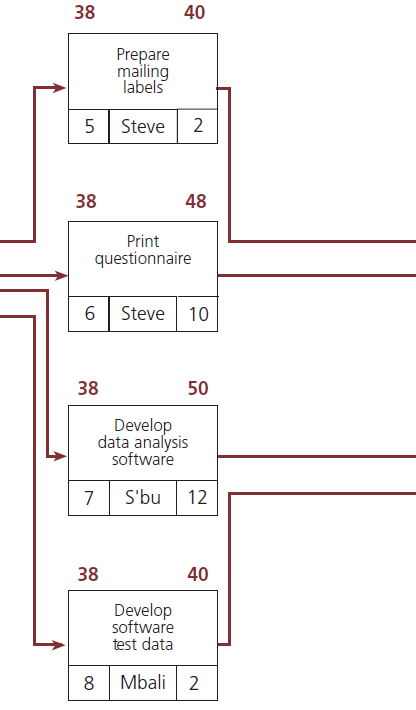 38 40
Prepare
mailing
labels
5 Steve 2
38 48
Print
questionnaire
6 Steve 10
38 50
Develop
data analysis
software
7 S'bu 12
38 40
Develop
software
test data
8 Mbali 2